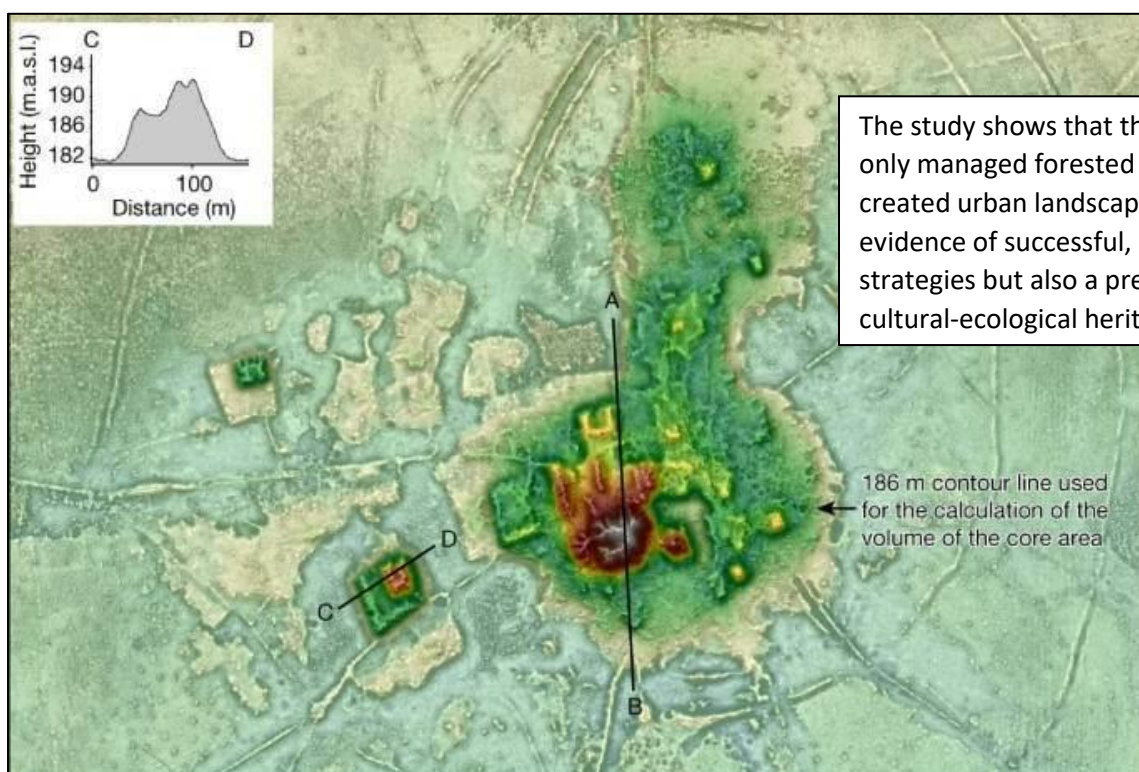 C D
Height (m.a.s.l.)
194
190
186
182
0 100
Distance (m)
The study shows that th
only managed forested
created urban landscap
evidence of successful,
strategies but also a pre
cultural-ecological herit
A
186 m contour line used
for the calculation of the
volume of the core area
D
C
B